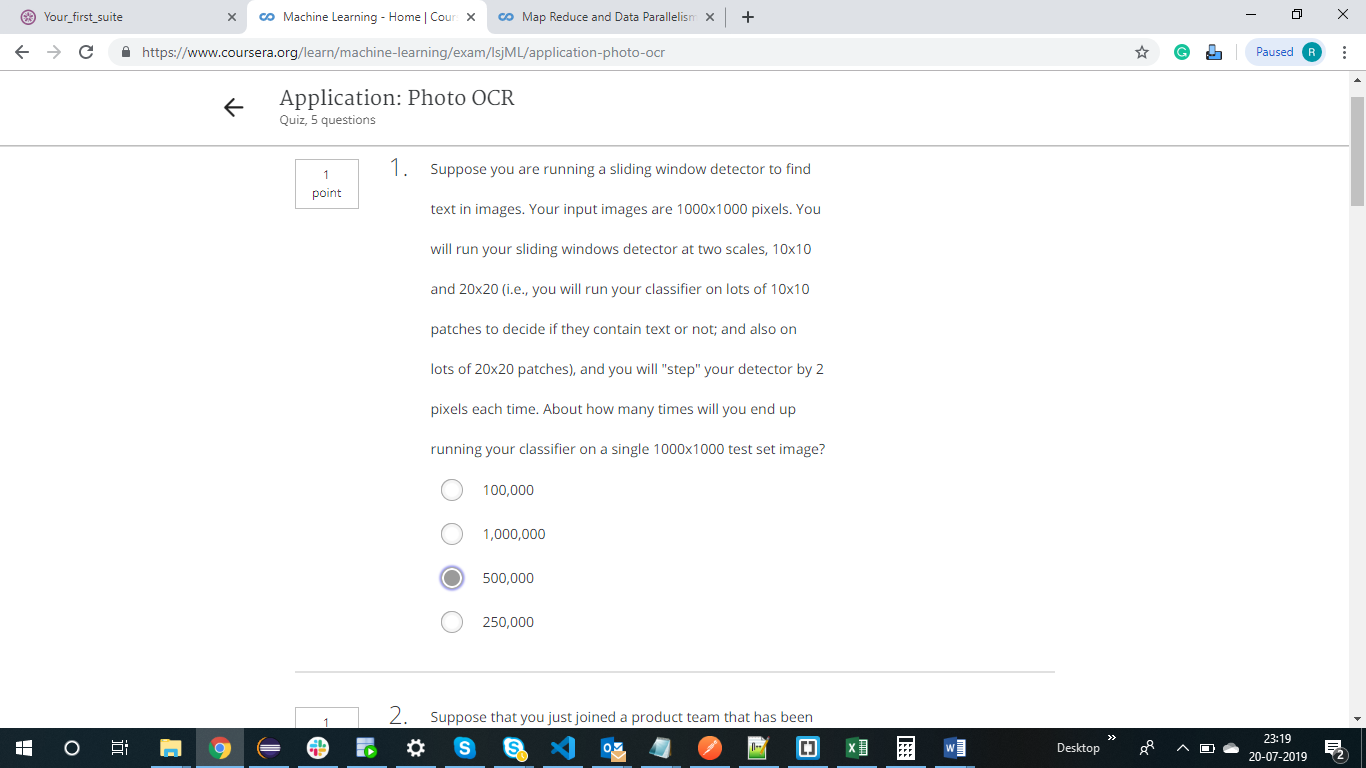 Your_first_suite
Machine Learning - Home | Cour
Map Reduce and Data Parallelism
https://www.coursera.org/learn/machine-learning/exam/lsjML/application-photo-ocr
Paused R
Application: Photo OCR
Quiz, 5 questions
1
point
1.
Suppose you are running a sliding window detector to find
text in images. Your input images are 1000x1000 pixels. You
will run your sliding windows detector at two scales, 10x10
and 20x20 (i.e., you will run your classifier on lots of 10x10
patches to decide if they contain text or not; and also on
lots of 20x20 patches), and you will "step" your detector by 2
pixels each time. About how many times will you end up
running your classifier on a single 1000x1000 test set image?
100,000
1,000,000
500,000
250,000
1
2.
Suppose that you just joined a product team that has been
Desktop
23:19
20-07-2019
2